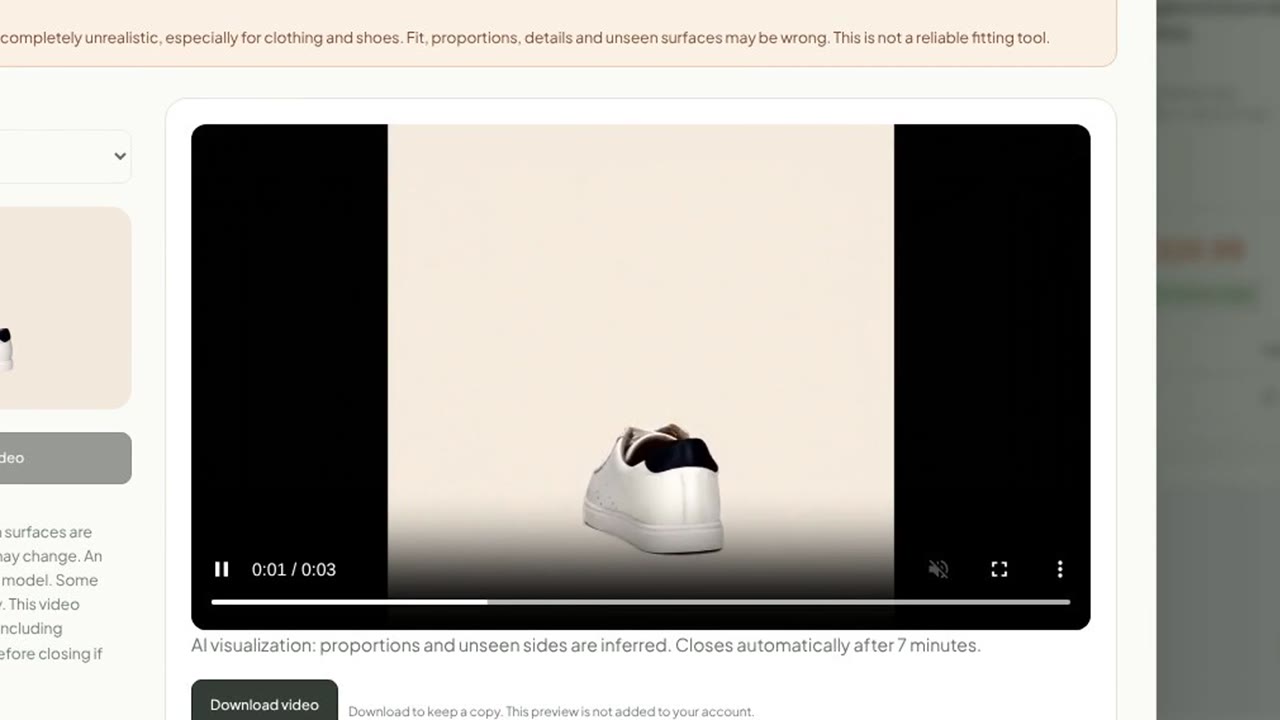 completely unrealistic, especially for clothing and shoes. Fit, proportions, details and unseen surfaces may be wrong. This is not a reliable fitting tool.
deo
surfaces are
may change. An
model. Some
. This video
ncluding
efore closing if
0:01 / 0:03
AI visualization: proportions and unseen sides are inferred. Closes automatically after 7 minutes.
Download video
Download to keep a copy. This preview is not added to your account.